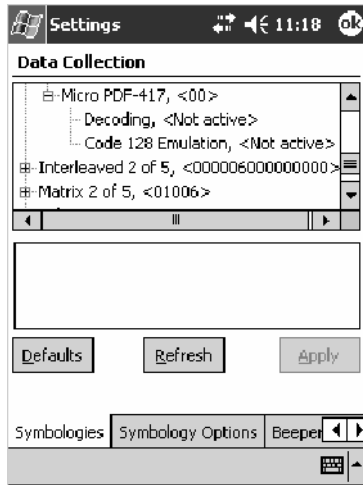 Settings 11:18 ok
Data Collection
Micro PDF-417, <00>
Decoding, <Not active>
Code 128 Emulation, <Not active>
Interleaved 2 of 5, <000006000000000>
Matrix 2 of 5, <01006>
Defaults Refresh Apply
Symbologies Symbology Options Beeper